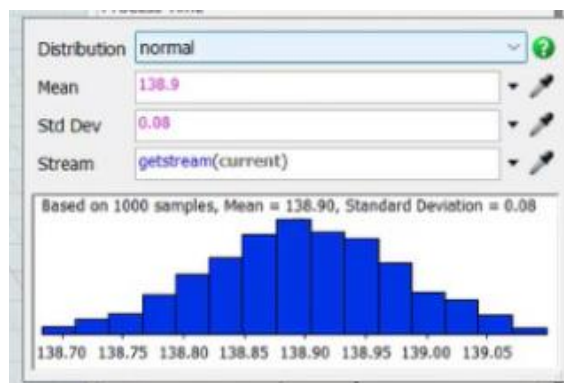 Distribution normal
Mean 138.9
Std Dev 0.08
Stream getstream(current)
Based on 1000 samples, Mean = 138.90, Standard Deviation = 0.08
138.70 138.75 138.80 138.85 138.90 138.95 139.00 139.05